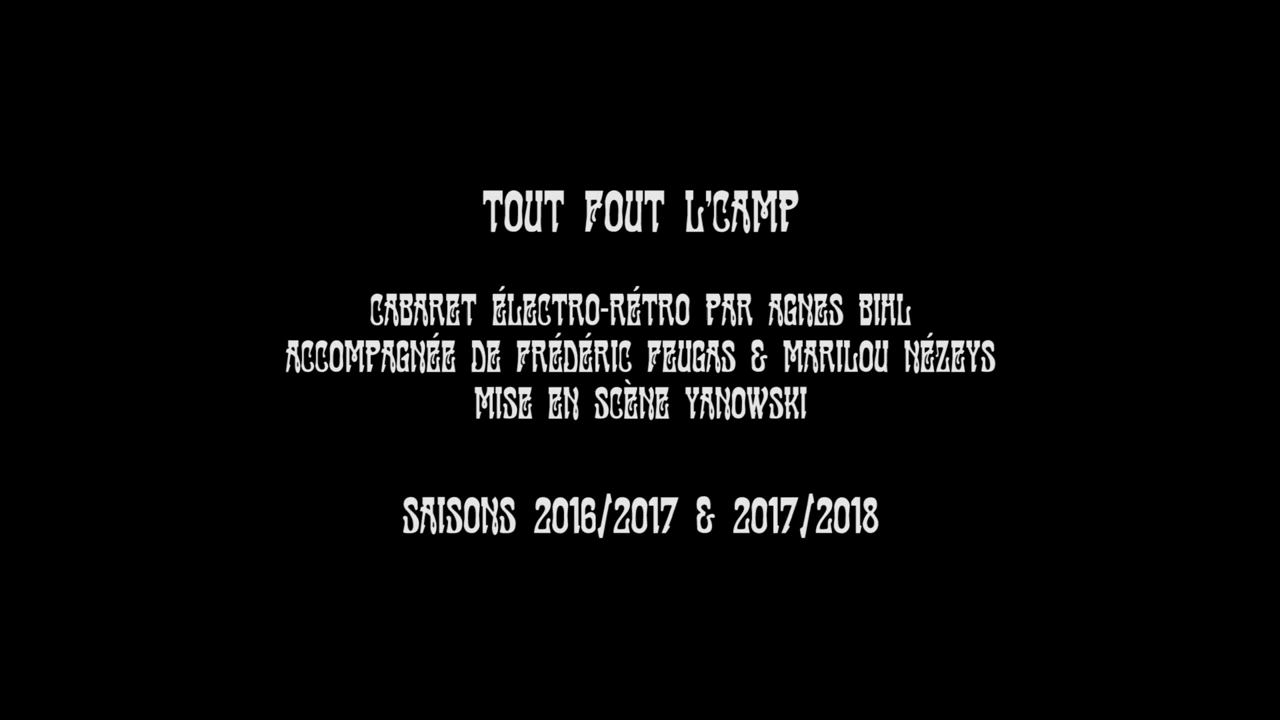 TOUT FOUT L'CAMP
CABARET ÉLECTRO-RÉTRO PAR AGNES BIHL
ACCOMPAGNÉE DE FRÉDÉRIC FEUGAS & MARILOU NÉZEYS
MISE EN SCÈNE YANOWSKI
SAISONS 2016/2017 & 2017/2018